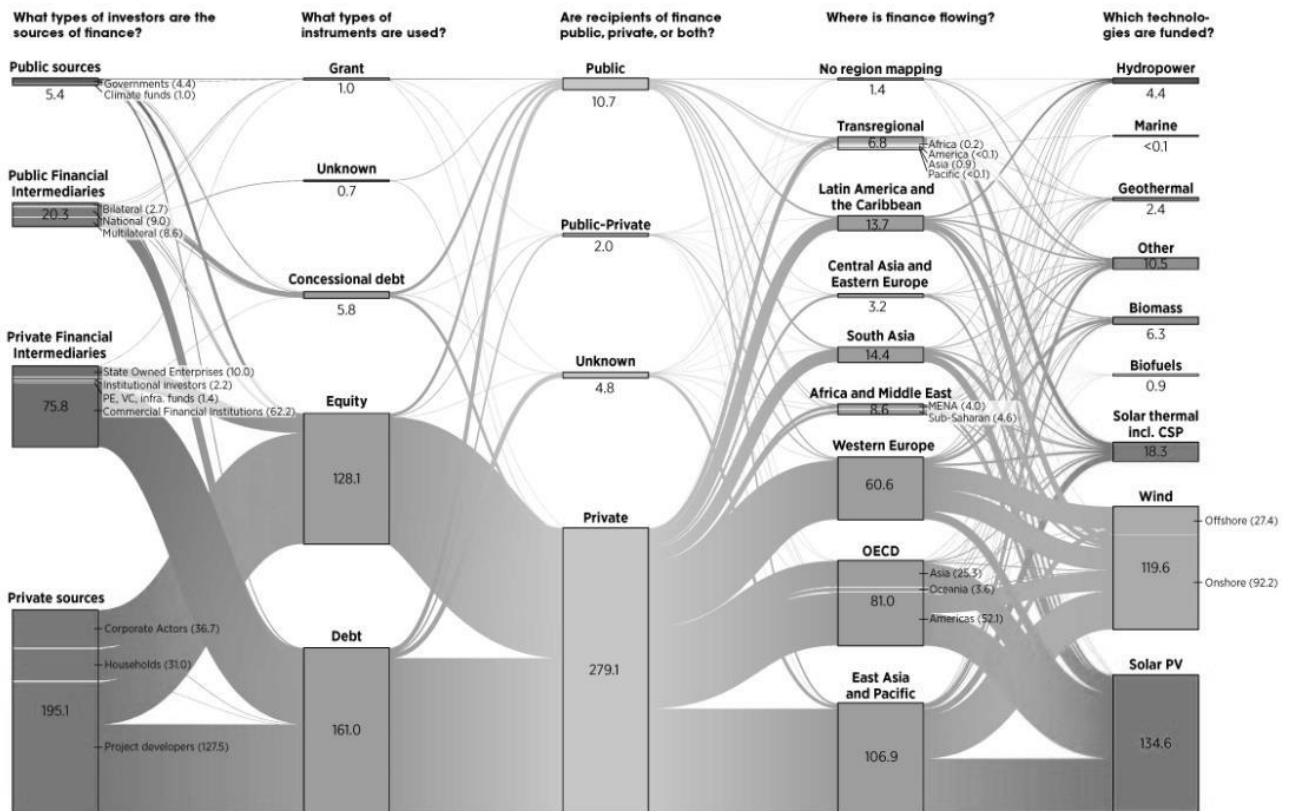 What types of investors are the
sources of finance?
Public sources
Governments (4.4)
Climate funds (1.0)
5.4
Public Financial
Intermediaries
20.3
Bilateral (2.7)
National (9.0)
Multilateral (8.6)
Private Financial
Intermediaries
State Owned Enterprises (10.0)
Institutional investors (2.2)
PE, VC, infra. funds (1.4)
Commercial Financial Institutions (62.2)
75.8
Private sources
Corporate Actors (36.7)
Households (31.0)
195.1
Project developers (127.5)
What types of
instruments are used?
Grant
1.0
Unknown
0.7
Concessional debt
5.8
Equity
128.1
Debt
161.0
Are recipients of finance
public, private, or both?
Public
10.7
Public-Private
2.0
Unknown
4.8
Private
279.1
Where is finance flowing?
No region mapping
1.4
Transregional
6.8
Africa (0.2)
America (<0.1)
Asia (0.9)
Pacific (<0.1)
Latin America and
the Caribbean
13.7
Central Asia and
Eastern Europe
3.2
South Asia
14.4
Africa and Middle East
8.6
MENA (4.0)
Sub-Saharan (4.6)
Western Europe
60.6
OECD
Asia (25.3)
Oceania (3.6)
81.0
Americas (52.1)
East Asia
and Pacific
106.9
Which technolo-
gies are funded?
Hydropower
4.4
Marine
<0.1
Geothermal
2.4
Other
10.5
Biomass
6.3
Biofuels
0.9
Solar thermal
incl. CSP
18.3
Wind
Offshore (27.4)
119.6
Onshore (92.2)
Solar PV
134.6